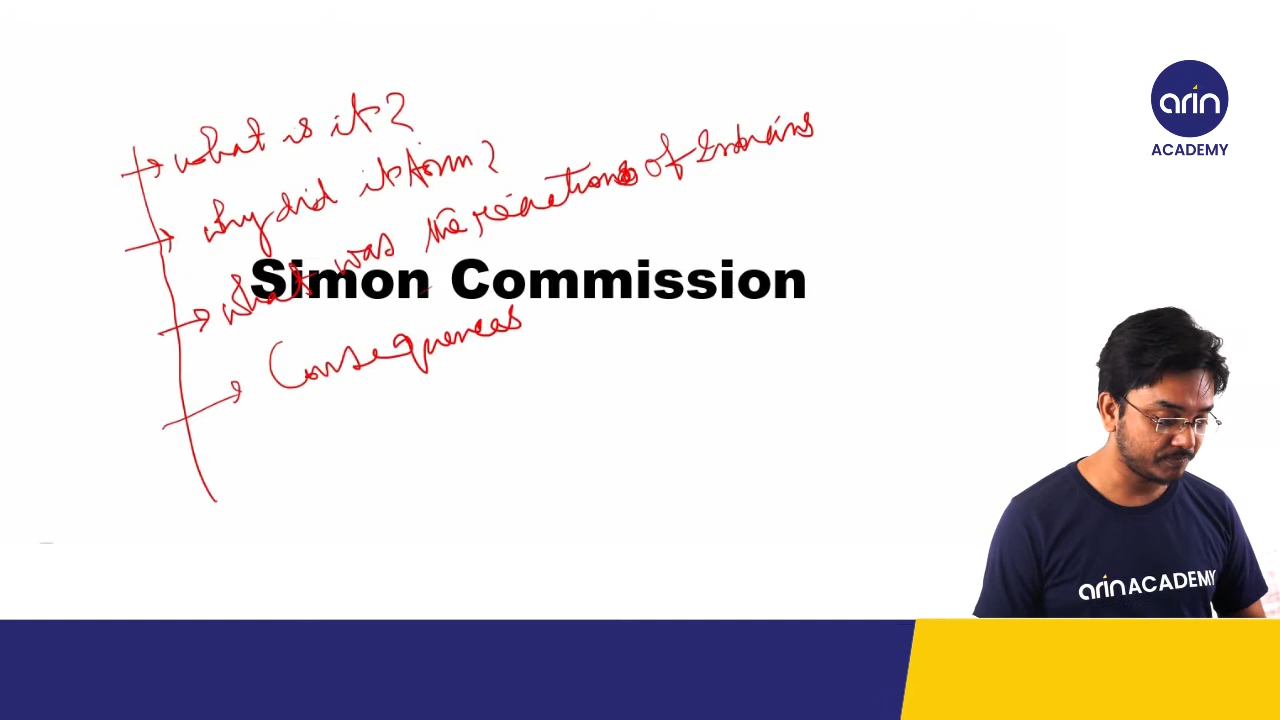 what is it?
why did it form?
what was the reactions of Indians
Simon Commission
Consequences
arin
ACADEMY
arin ACADEMY